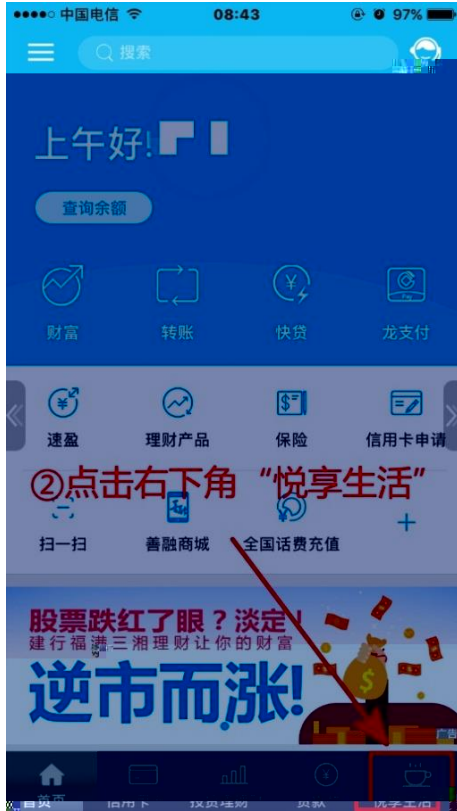 中国电信
08:43
97%
搜索
上午好!
查询余额
财富
转账
快贷
龙支付
速盈
理财产品
保险
信用卡申请
②点击右下角“悦享生活”
扫一扫
善融商城
全国话费充值
股票跌红了眼？淡定！
建行福满三湘理财让你的财富
逆市而涨!
广告
首页
信用卡
投资理财
贷款
悦享生活